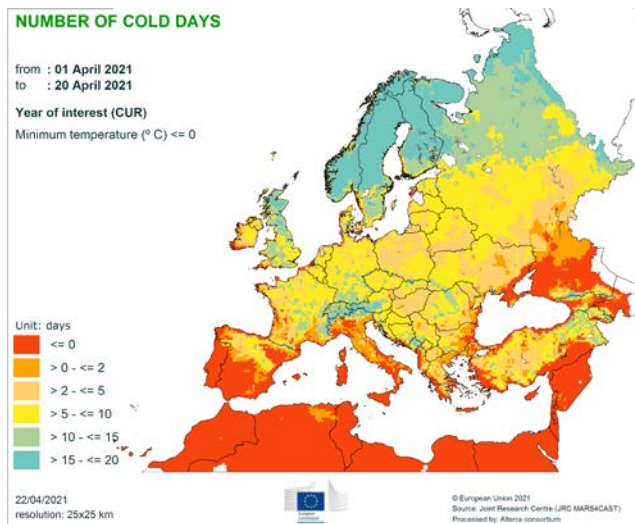 NUMBER OF COLD DAYS
from : 01 April 2021
to : 20 April 2021
Year of interest (CUR)
Minimum temperature (º C) <= 0
Unit: days
<= 0
> 0 - <= 2
> 2 - <= 5
> 5 - <= 10
> 10 - <= 15
> 15 - <= 20
22/04/2021
resolution: 25x25 km
European
Commission
© European Union 2021
Source: Joint Research Centre (JRC MARS4CAST)
Processed by: Alterra consortium